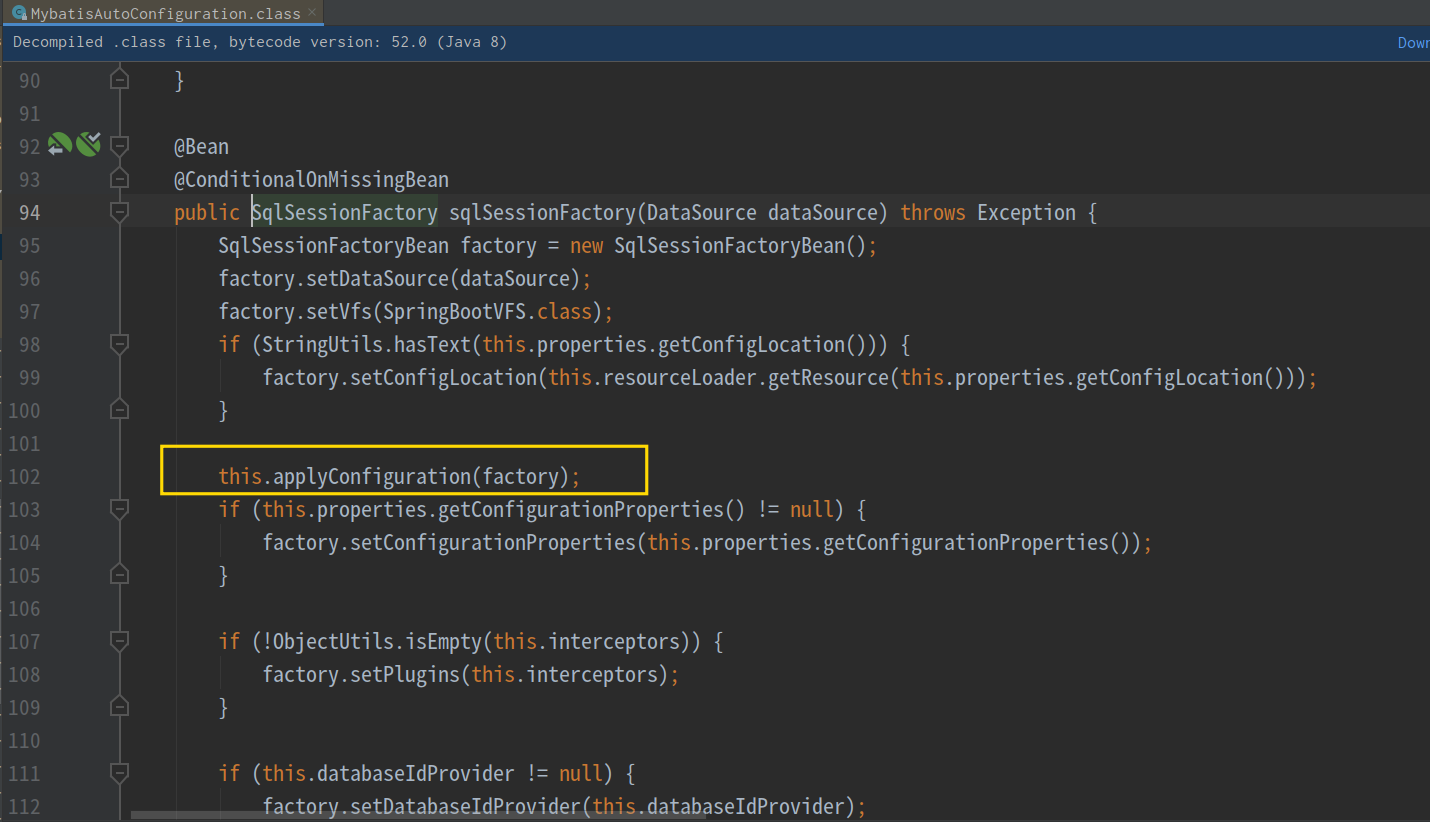 MybatisAutoConfiguration.class ×
Decompiled .class file, bytecode version: 52.0 (Java 8) Down
90 }
91
92 @Bean
93 @ConditionalOnMissingBean
94 public SqlSessionFactory sqlSessionFactory(DataSource dataSource) throws Exception {
95 SqlSessionFactoryBean factory = new SqlSessionFactoryBean();
96 factory.setDataSource(dataSource);
97 factory.setVfs(SpringBootVFS.class);
98 if (StringUtils.hasText(this.properties.getConfigLocation())) {
99 factory.setConfigLocation(this.resourceLoader.getResource(this.properties.getConfigLocation()));
100 }
101
102 this.applyConfiguration(factory);
103 if (this.properties.getConfigurationProperties() != null) {
104 factory.setConfigurationProperties(this.properties.getConfigurationProperties());
105 }
106
107 if (!ObjectUtils.isEmpty(this.interceptors)) {
108 factory.setPlugins(this.interceptors);
109 }
110
111 if (this.databaseIdProvider != null) {
112 factory.setDatabaseIdProvider(this.databaseIdProvider);